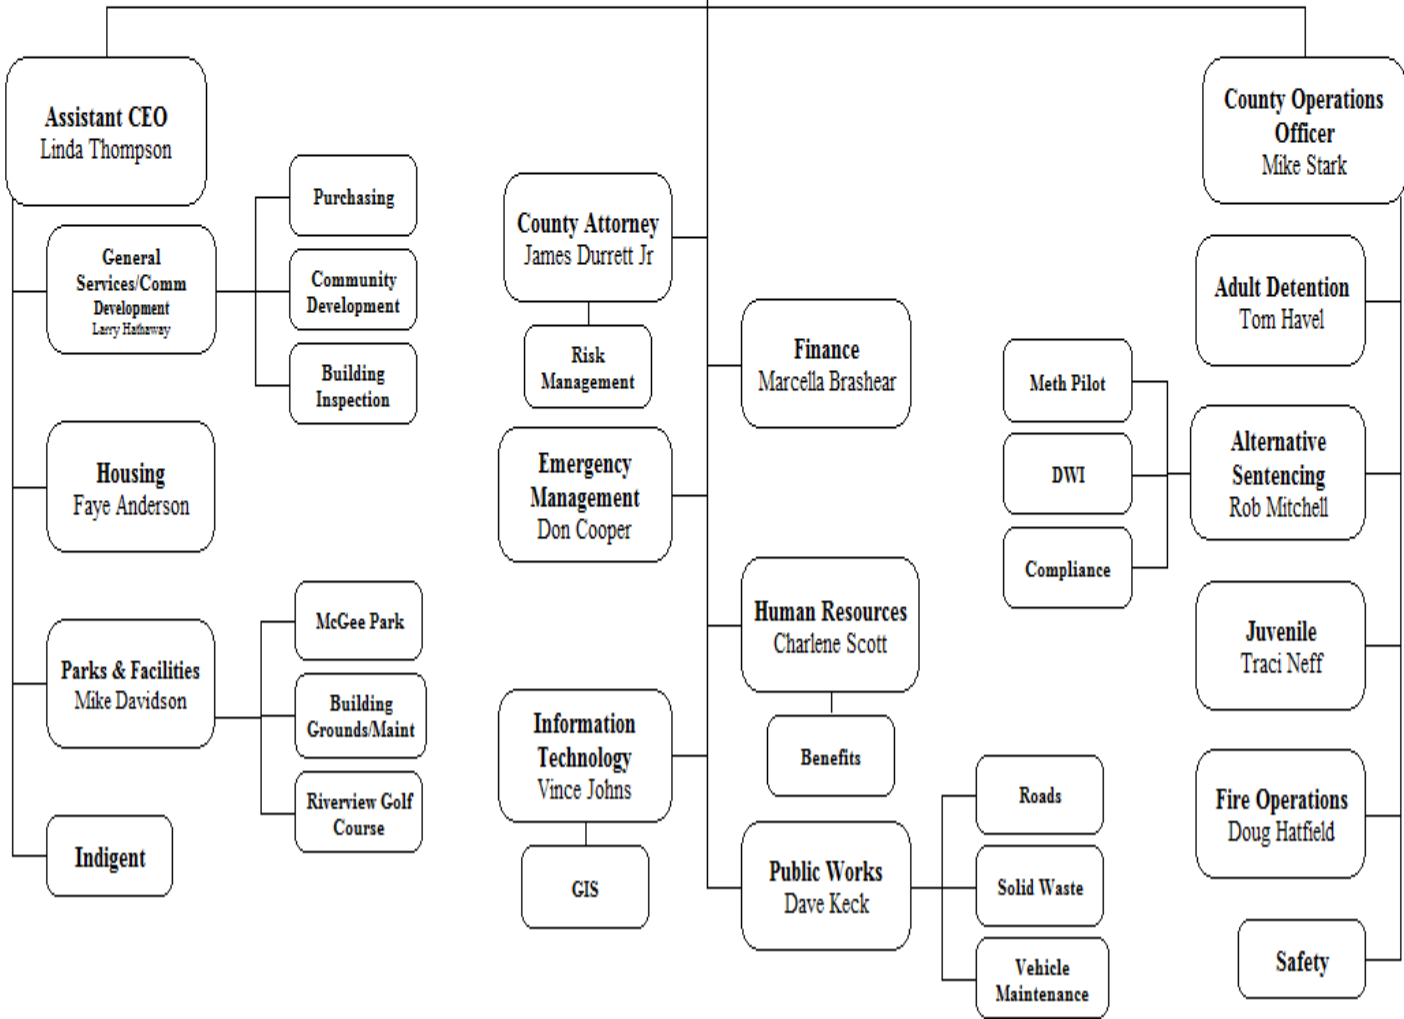 Assistant CEO
Linda Thompson
General
Services/Comm
Development
Larry Hathaway
Purchasing
Community
Development
Building
Inspection
Housing
Faye Anderson
Parks & Facilities
Mike Davidson
McGee Park
Building
Grounds/Maint
Riverview Golf
Course
Indigent
County Attorney
James Durrett Jr
Risk
Management
Finance
Marcella Brashear
Emergency
Management
Don Cooper
Human Resources
Charlene Scott
Benefits
Information
Technology
Vince Johns
GIS
Public Works
Dave Keck
Roads
Solid Waste
Vehicle
Maintenance
County Operations
Officer
Mike Stark
Adult Detention
Tom Havel
Alternative
Sentencing
Rob Mitchell
Meth Pilot
DWI
Compliance
Juvenile
Traci Neff
Fire Operations
Doug Hatfield
Safety